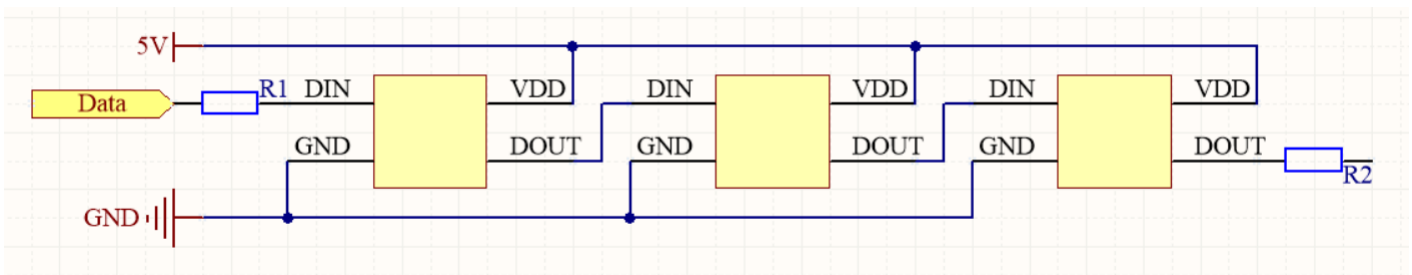 5V
Data R1 DIN VDD DIN VDD DIN VDD
GND DOUT GND DOUT GND DOUT R2
GND